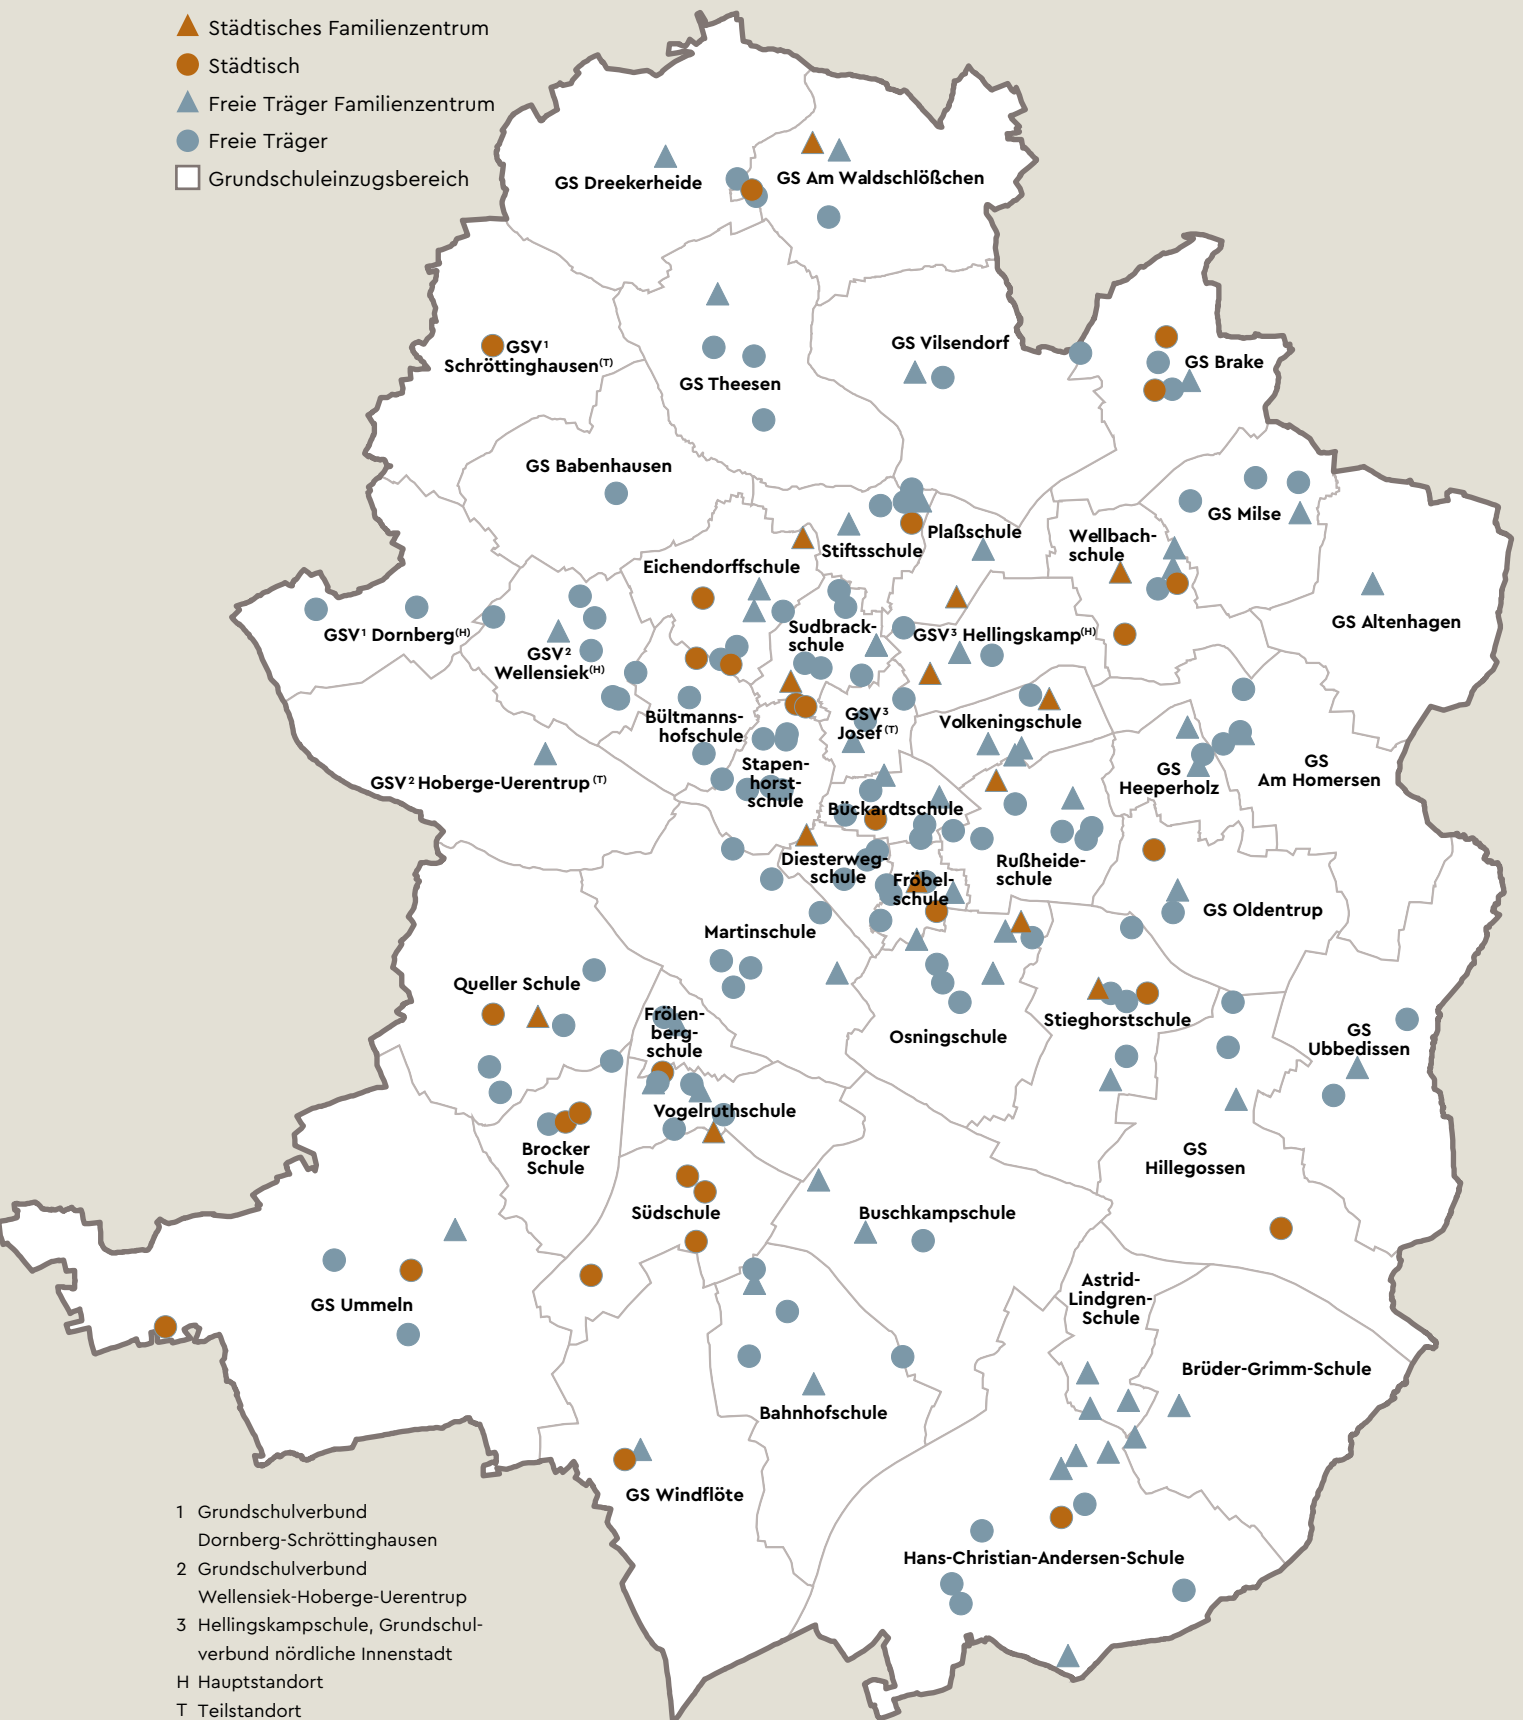 Städtisches Familienzentrum
Städtisch
Freie Träger Familienzentrum
Freie Träger
Grundschuleinzugsbereich
GS Dreekerheide
GS Am Waldschlößchen
GSV¹
Schröttinghausen(T)
GS Theesen
GS Vilsendorf
GS Brake
GS Babenhausen
GS Milse
Stiftsschule
Plaßschule
Wellbach-
schule
Eichendorffschule
GS Altenhagen
GSV¹ Dornberg(H)
Sudbrack-
schule
GSV³ Hellingskamp(H)
GSV²
Wellensiek(H)
Bültmanns-
hofschule
GSV³
Josef(T)
Volkeningschule
GSV² Hoberge-Uerentrup (T)
Stapen-
horst-
schule
GS
Heeperholz
GS
Am Homersen
Bückardtschule
Diesterweg-
schule
Fröbel-
schule
Rußheide-
schule
GS Oldentrup
Martinschule
Queller Schule
Frölen-
berg-
schule
Osningschule
Stieghorstschule
GS
Ubbedissen
Vogelruthschule
Brocker
Schule
GS
Hillegossen
Südschule
Buschkampschule
GS Ummeln
Astrid-
Lindgren-
Schule
Brüder-Grimm-Schule
Bahnhofschule
GS Windflöte
Hans-Christian-Andersen-Schule
1 Grundschulverbund
Dornberg-Schröttinghausen
2 Grundschulverbund
Wellensiek-Hoberge-Uerentrup
3 Hellingskampschule, Grundschul-
verbund nördliche Innenstadt
H Hauptstandort
T Teilstandort